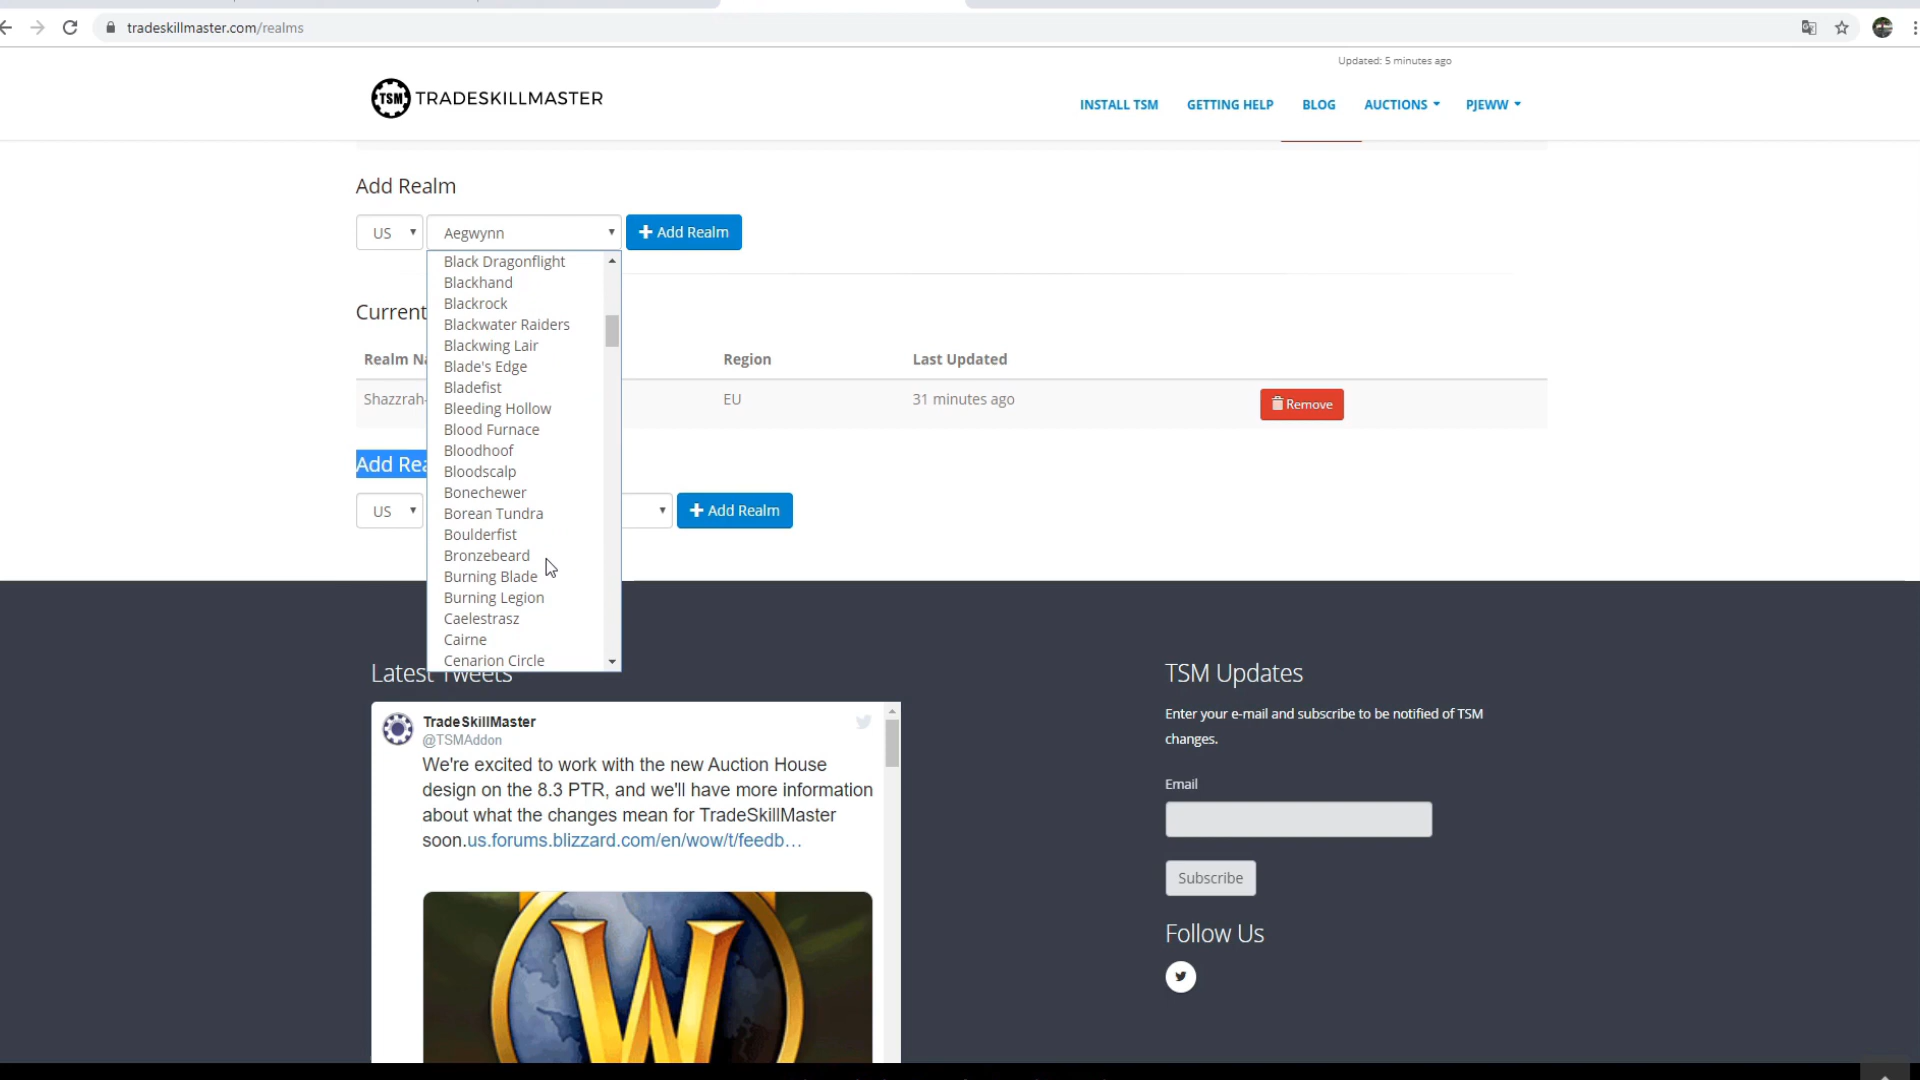 tradeskillmaster.com/realms
Updated: 5 minutes ago
TSM TRADESKILLMASTER
INSTALL TSM GETTING HELP BLOG AUCTIONS PJEWW
Add Realm
US Aegwynn + Add Realm
Black Dragonflight
Blackhand
Blackrock
Blackwater Raiders
Blackwing Lair
Blade's Edge
Bladefist
Bleeding Hollow
Blood Furnace
Bloodhoof
Bloodscalp
Bonechewer
Borean Tundra
Boulderfist
Bronzebeard
Burning Blade
Burning Legion
Caelestrasz
Cairne
Cenarion Circle
Current
Realm Na Region Last Updated
Shazzrah- EU 31 minutes ago Remove
Add Rea
US + Add Realm
Latest Tweets
TradeSkillMaster
@TSMAddon
We're excited to work with the new Auction House
design on the 8.3 PTR, and we'll have more information
about what the changes mean for TradeSkillMaster
soon.us.forums.blizzard.com/en/wow/t/feedb…
W
TSM Updates
Enter your e-mail and subscribe to be notified of TSM
changes.
Email
Subscribe
Follow Us